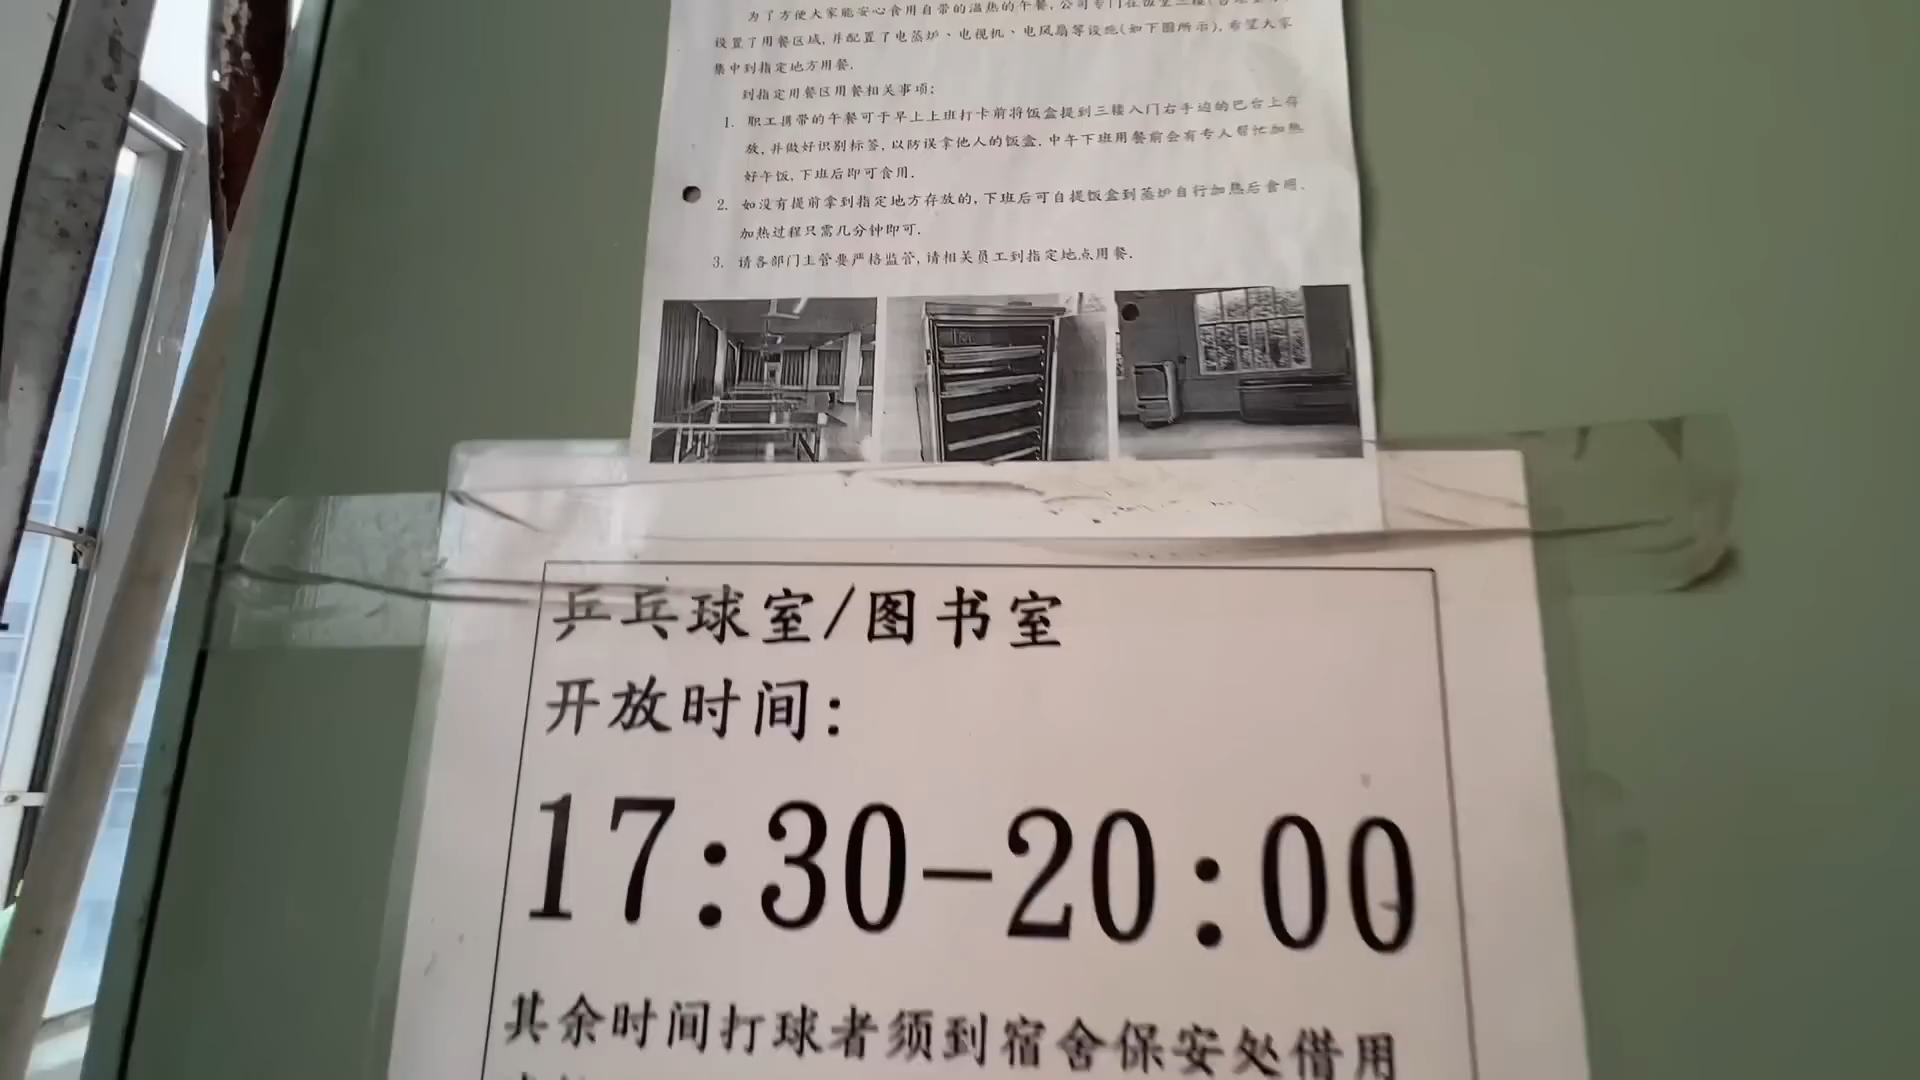 为了方便大家能安心食用自带的温热的午餐,公司专门在饭堂三楼
设置了用餐区域,并配置了电蒸炉、电视机、电风扇等设施(如下图所示),希望大家
集中到指定地方用餐.
到指定用餐区用餐相关事项:
1. 职工携带的午餐可于早上上班打卡前将饭盒提到三楼入门右手边的巴台上存
放,并做好识别标签,以防误拿他人的饭盒.中午下班用餐前会有专人帮忙加热
好午饭,下班后即可食用.
2. 如没有提前拿到指定地方存放的,下班后可自提饭盒到蒸炉自行加热后食用.
加热过程只需几分钟即可.
3. 请各部门主管要严格监管,请相关员工到指定地点用餐.
乒乓球室/图书室
开放时间:
17:30-20:00
其余时间打球者须到宿舍保安处借用